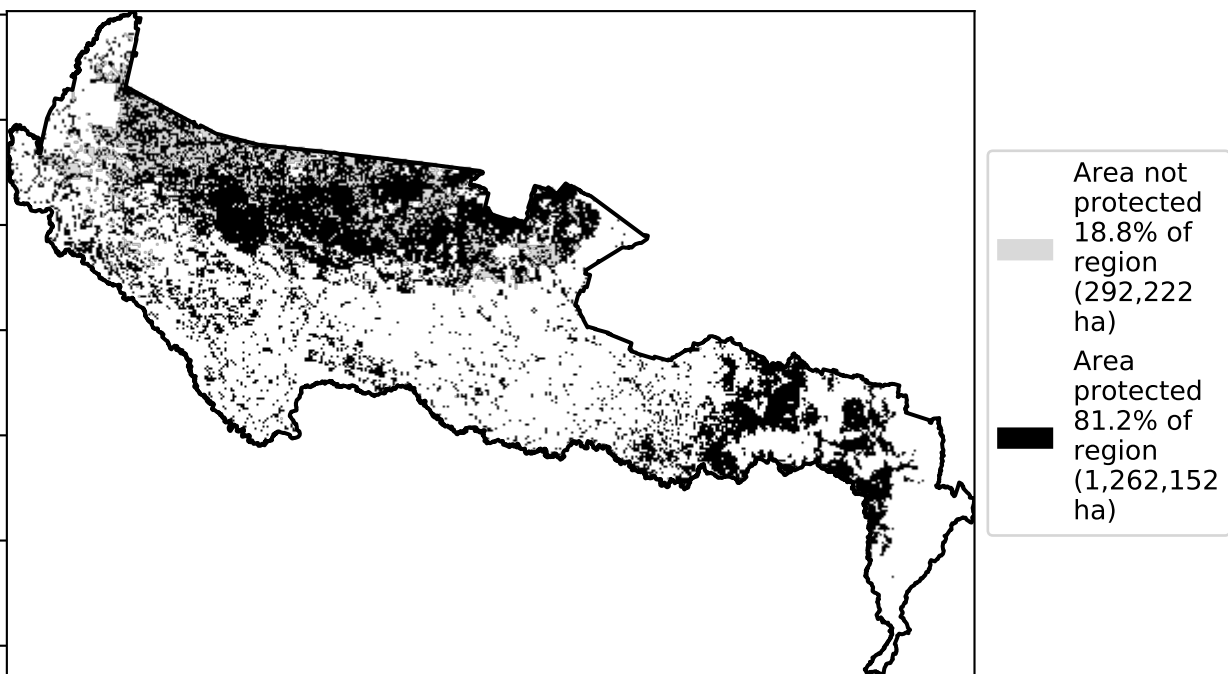 Area not
protected
18.8% of
region
(292,222
ha)
Area
protected
81.2% of
region
(1,262,152
ha)